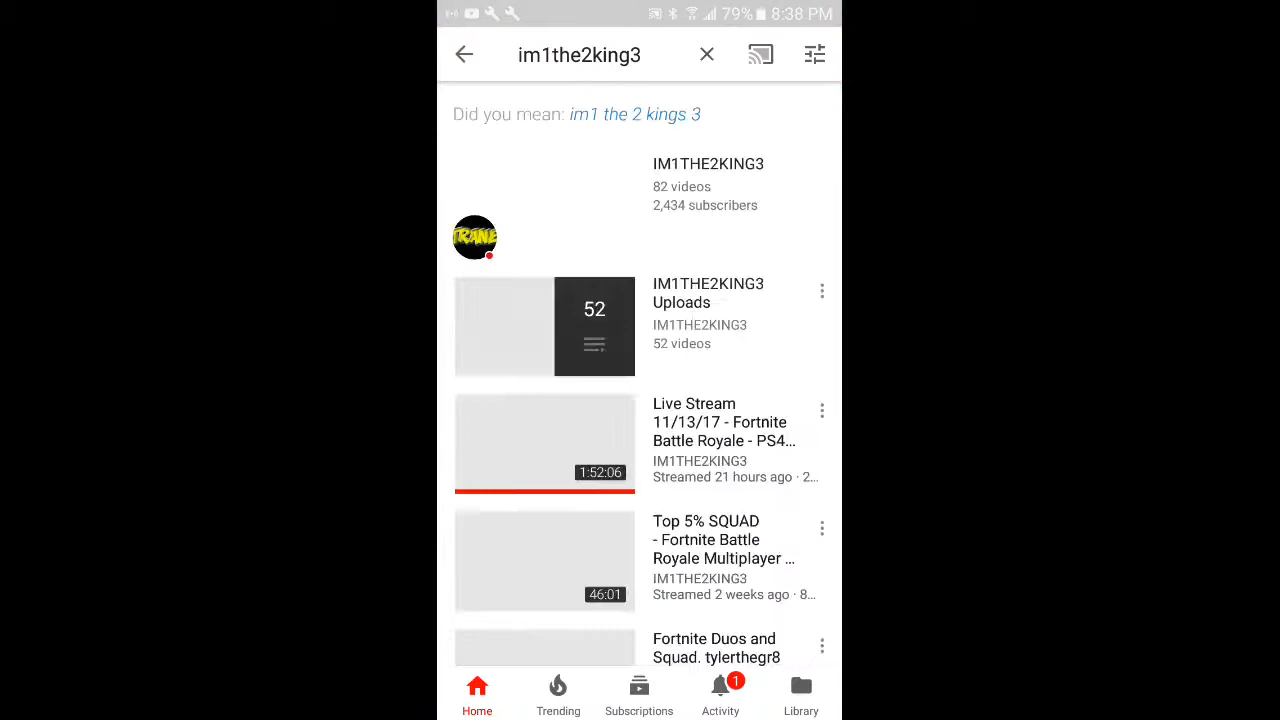 79% 8:38 PM
im1the2king3
Did you mean: im1 the 2 kings 3
IM1THE2KING3
82 videos
2,434 subscribers
TRANE
52
IM1THE2KING3
Uploads
IM1THE2KING3
52 videos
1:52:06
Live Stream
11/13/17 - Fortnite
Battle Royale - PS4...
IM1THE2KING3
Streamed 21 hours ago · 2...
46:01
Top 5% SQUAD
- Fortnite Battle
Royale Multiplayer ...
IM1THE2KING3
Streamed 2 weeks ago · 8...
Fortnite Duos and
Squad. tylerthegr8
1
Home Trending Subscriptions Activity Library